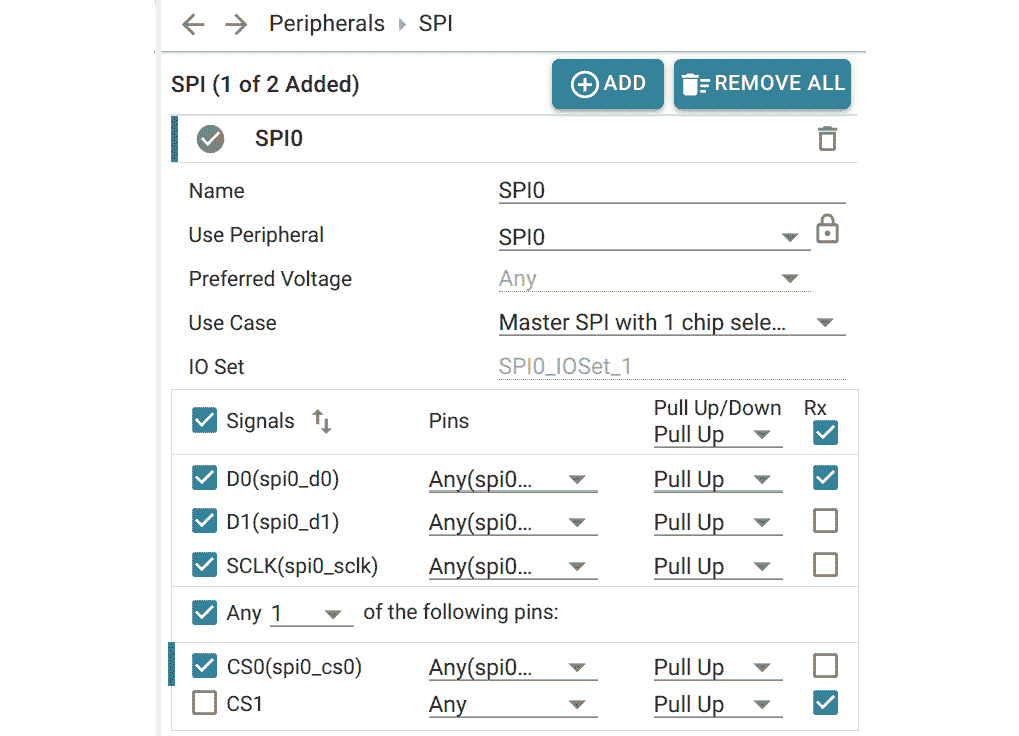 Peripherals SPI
SPI (1 of 2 Added) ADD REMOVE ALL
SPI0
Name SPI0
Use Peripheral SPI0
Preferred Voltage Any
Use Case Master SPI with 1 chip sele...
IO Set SPI0_IOSet_1
Pull Up/Down Rx
Signals Pins
Pull Up
D0(spi0_d0) Any(spi0... Pull Up
D1(spi0_d1) Any(spi0... Pull Up
SCLK(spi0_sclk) Any(spi0... Pull Up
Any 1 of the following pins:
CS0(spi0_cs0) Any(spi0... Pull Up
CS1 Any Pull Up